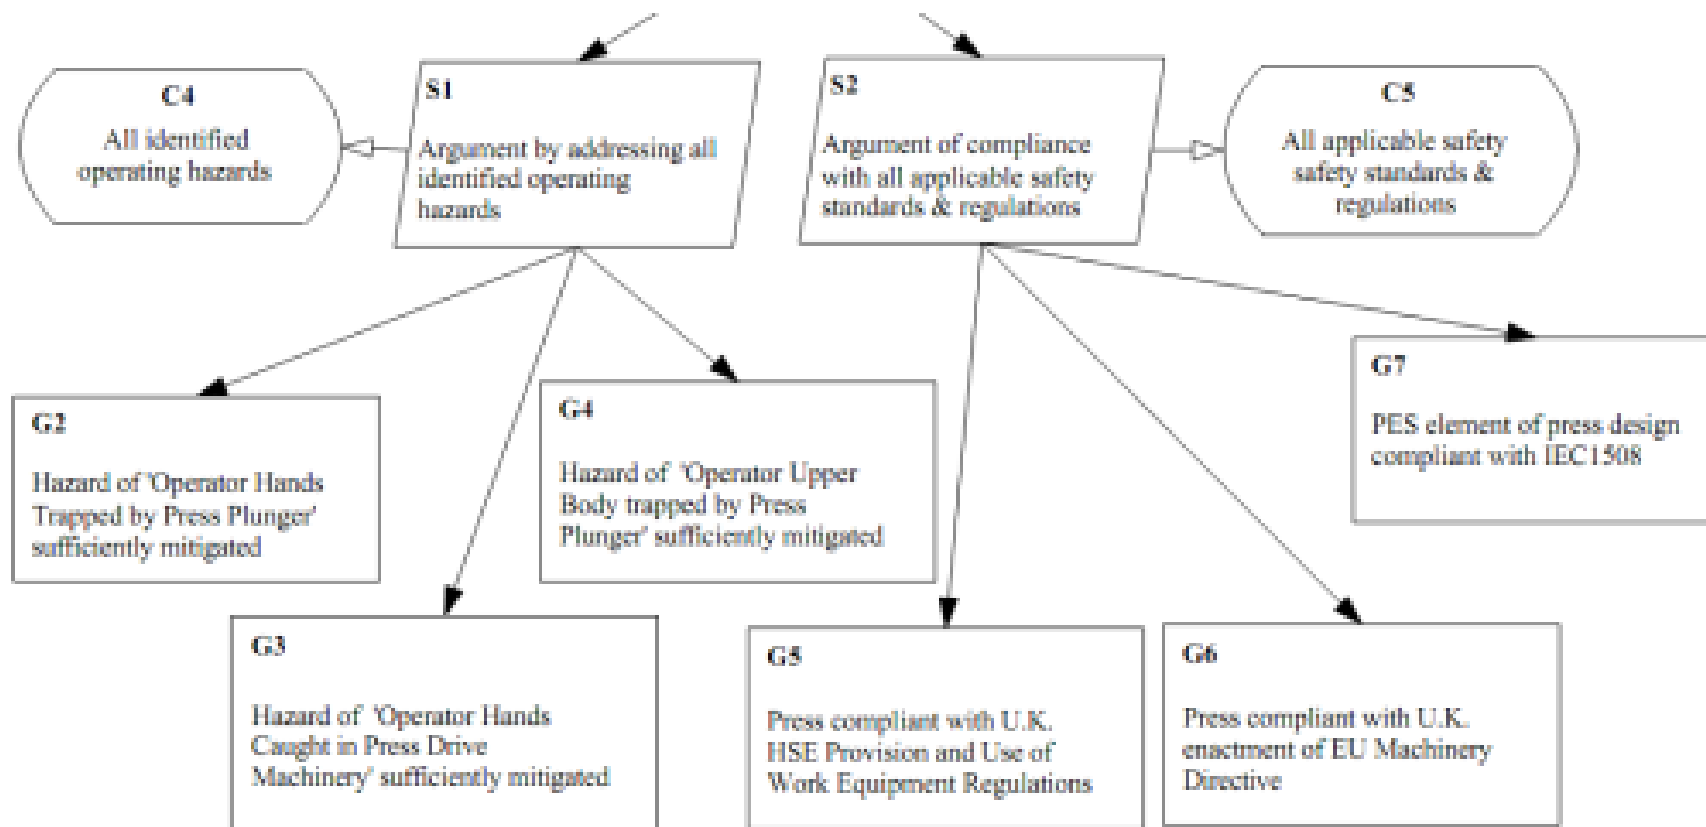 C4
All identified
operating hazards
S1
Argument by addressing all
identified operating
hazards
S2
Argument of compliance
with all applicable safety
standards & regulations
C5
All applicable safety
safety standards &
regulations
G2
Hazard of 'Operator Hands
Trapped by Press Plunger'
sufficiently mitigated
G4
Hazard of 'Operator Upper
Body trapped by Press
Plunger' sufficiently mitigated
G7
PES element of press design
compliant with IEC1508
G3
Hazard of 'Operator Hands
Caught in Press Drive
Machinery' sufficiently mitigated
G5
Press compliant with U.K.
HSE Provision and Use of
Work Equipment Regulations
G6
Press compliant with U.K.
enactment of EU Machinery
Directive